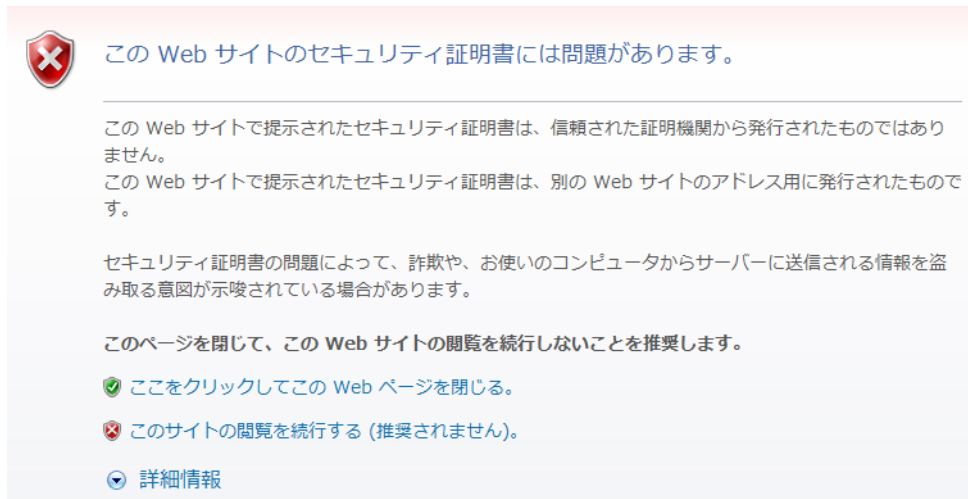 この Web サイトのセキュリティ証明書には問題があります。
この Web サイトで提示されたセキュリティ証明書は、信頼された証明機関から発行されたものではあり
ません。
この Web サイトで提示されたセキュリティ証明書は、別の Web サイトのアドレス用に発行されたもので
す。
セキュリティ証明書の問題によって、詐欺や、お使いのコンピュータからサーバーに送信される情報を盗
み取る意図が示唆されている場合があります。
このページを閉じて、この Web サイトの閲覧を続行しないことを推奨します。
ここをクリックしてこの Web ページを閉じる。
このサイトの閲覧を続行する (推奨されません)。
詳細情報